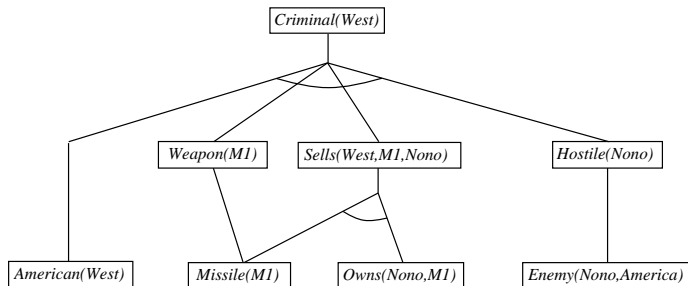 Criminal(West)
Weapon(M1)
Sells(West,M1,Nono)
Hostile(Nono)
American(West)
Missile(M1)
Owns(Nono,M1)
Enemy(Nono,America)